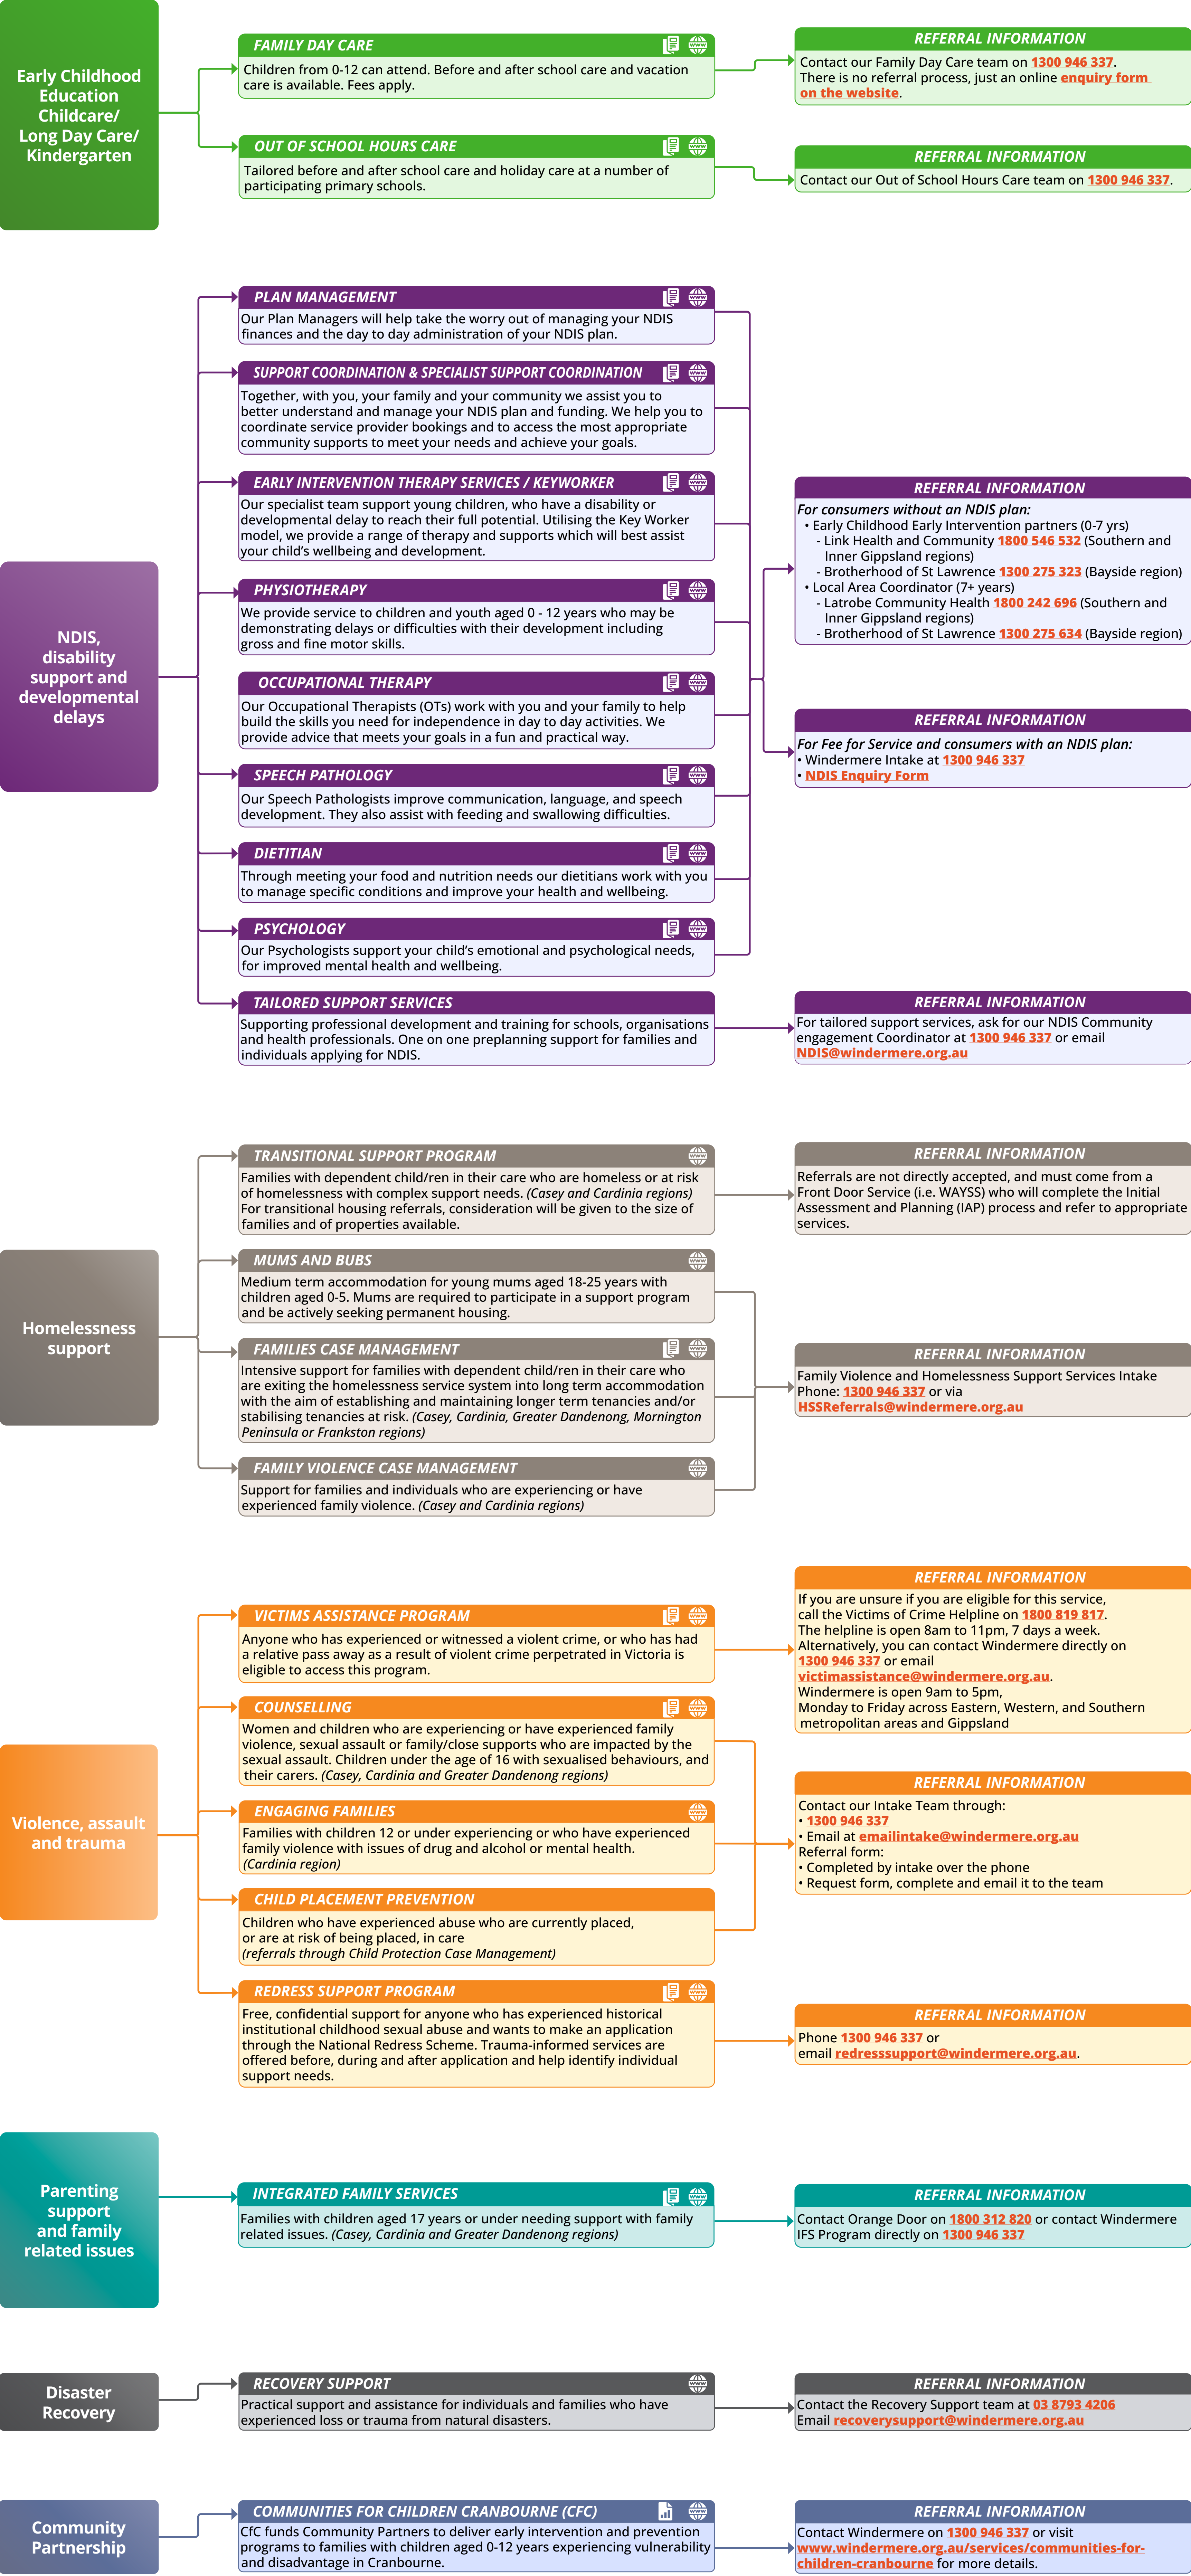 Early Childhood
Education
Childcare/
Long Day Care/
Kindergarten
FAMILY DAY CARE
Children from 0-12 can attend. Before and after school care and vacation
care is available. Fees apply.
REFERRAL INFORMATION
Contact our Family Day Care team on 1300 946 337.
There is no referral process, just an online enquiry form
on the website.
OUT OF SCHOOL HOURS CARE
Tailored before and after school care and holiday care at a number of
participating primary schools.
REFERRAL INFORMATION
Contact our Out of School Hours Care team on 1300 946 337.
NDIS,
disability
support and
developmental
delays
PLAN MANAGEMENT
Our Plan Managers will help take the worry out of managing your NDIS
finances and the day to day administration of your NDIS plan.
SUPPORT COORDINATION & SPECIALIST SUPPORT COORDINATION
Together, with you, your family and your community we assist you to
better understand and manage your NDIS plan and funding. We help you to
coordinate service provider bookings and to access the most appropriate
community supports to meet your needs and achieve your goals.
EARLY INTERVENTION THERAPY SERVICES / KEYWORKER
Our specialist team support young children, who have a disability or
developmental delay to reach their full potential. Utilising the Key Worker
model, we provide a range of therapy and supports which will best assist
your child's wellbeing and development.
PHYSIOTHERAPY
We provide service to children and youth aged 0 - 12 years who may be
demonstrating delays or difficulties with their development including
gross and fine motor skills.
OCCUPATIONAL THERAPY
Our Occupational Therapists (OTs) work with you and your family to help
build the skills you need for independence in day to day activities. We
provide advice that meets your goals in a fun and practical way.
SPEECH PATHOLOGY
Our Speech Pathologists improve communication, language, and speech
development. They also assist with feeding and swallowing difficulties.
DIETITIAN
Through meeting your food and nutrition needs our dietitians work with you
to manage specific conditions and improve your health and wellbeing.
PSYCHOLOGY
Our Psychologists support your child's emotional and psychological needs,
for improved mental health and wellbeing.
REFERRAL INFORMATION
For consumers without an NDIS plan:
• Early Childhood Early Intervention partners (0-7 yrs)
- Link Health and Community 1800 546 532 (Southern and
Inner Gippsland regions)
- Brotherhood of St Lawrence 1300 275 323 (Bayside region)
• Local Area Coordinator (7+ years)
- Latrobe Community Health 1800 242 696 (Southern and
Inner Gippsland regions)
- Brotherhood of St Lawrence 1300 275 634 (Bayside region)
REFERRAL INFORMATION
For Fee for Service and consumers with an NDIS plan:
• Windermere Intake at 1300 946 337
• NDIS Enquiry Form
TAILORED SUPPORT SERVICES
Supporting professional development and training for schools, organisations
and health professionals. One on one preplanning support for families and
individuals applying for NDIS.
REFERRAL INFORMATION
For tailored support services, ask for our NDIS Community
engagement Coordinator at 1300 946 337 or email
NDIS@windermere.org.au
Homelessness
support
TRANSITIONAL SUPPORT PROGRAM
Families with dependent child/ren in their care who are homeless or at risk
of homelessness with complex support needs. (Casey and Cardinia regions)
For transitional housing referrals, consideration will be given to the size of
families and of properties available.
REFERRAL INFORMATION
Referrals are not directly accepted, and must come from a
Front Door Service (i.e. WAYSS) who will complete the Initial
Assessment and Planning (IAP) process and refer to appropriate
services.
MUMS AND BUBS
Medium term accommodation for young mums aged 18-25 years with
children aged 0-5. Mums are required to participate in a support program
and be actively seeking permanent housing.
FAMILIES CASE MANAGEMENT
Intensive support for families with dependent child/ren in their care who
are exiting the homelessness service system into long term accommodation
with the aim of establishing and maintaining longer term tenancies and/or
stabilising tenancies at risk. (Casey, Cardinia, Greater Dandenong, Mornington
Peninsula or Frankston regions)
FAMILY VIOLENCE CASE MANAGEMENT
Support for families and individuals who are experiencing or have
experienced family violence. (Casey and Cardinia regions)
REFERRAL INFORMATION
Family Violence and Homelessness Support Services Intake
Phone: 1300 946 337 or via
HSSReferrals@windermere.org.au
Violence, assault
and trauma
VICTIMS ASSISTANCE PROGRAM
Anyone who has experienced or witnessed a violent crime, or who has had
a relative pass away as a result of violent crime perpetrated in Victoria is
eligible to access this program.
REFERRAL INFORMATION
If you are unsure if you are eligible for this service,
call the Victims of Crime Helpline on 1800 819 817.
The helpline is open 8am to 11pm, 7 days a week.
Alternatively, you can contact Windermere directly on
1300 946 337 or email
victimassistance@windermere.org.au.
Windermere is open 9am to 5pm,
Monday to Friday across Eastern, Western, and Southern
metropolitan areas and Gippsland
COUNSELLING
Women and children who are experiencing or have experienced family
violence, sexual assault or family/close supports who are impacted by the
sexual assault. Children under the age of 16 with sexualised behaviours, and
their carers. (Casey, Cardinia and Greater Dandenong regions)
ENGAGING FAMILIES
Families with children 12 or under experiencing or who have experienced
family violence with issues of drug and alcohol or mental health.
(Cardinia region)
CHILD PLACEMENT PREVENTION
Children who have experienced abuse who are currently placed,
or are at risk of being placed, in care
(referrals through Child Protection Case Management)
REFERRAL INFORMATION
Contact our Intake Team through:
• 1300 946 337
• Email at emailintake@windermere.org.au
Referral form:
• Completed by intake over the phone
• Request form, complete and email it to the team
REDRESS SUPPORT PROGRAM
Free, confidential support for anyone who has experienced historical
institutional childhood sexual abuse and wants to make an application
through the National Redress Scheme. Trauma-informed services are
offered before, during and after application and help identify individual
support needs.
REFERRAL INFORMATION
Phone 1300 946 337 or
email redresssupport@windermere.org.au.
Parenting
support
and family
related issues
INTEGRATED FAMILY SERVICES
Families with children aged 17 years or under needing support with family
related issues. (Casey, Cardinia and Greater Dandenong regions)
REFERRAL INFORMATION
Contact Orange Door on 1800 312 820 or contact Windermere
IFS Program directly on 1300 946 337
Disaster
Recovery
RECOVERY SUPPORT
Practical support and assistance for individuals and families who have
experienced loss or trauma from natural disasters.
REFERRAL INFORMATION
Contact the Recovery Support team at 03 8793 4206
Email recoverysupport@windermere.org.au
Community
Partnership
COMMUNITIES FOR CHILDREN CRANBOURNE (CFC)
CfC funds Community Partners to deliver early intervention and prevention
programs to families with children aged 0-12 years experiencing vulnerability
and disadvantage in Cranbourne.
REFERRAL INFORMATION
Contact Windermere on 1300 946 337 or visit
www.windermere.org.au/services/communities-for-
children-cranbourne for more details.